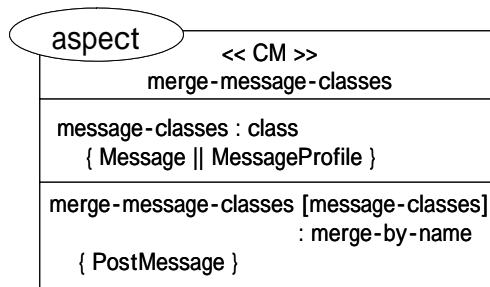 aspect
<< CM >>
merge-message-classes
message-classes : class
{ Message || MessageProfile }
merge-message-classes [message-classes]
: merge-by-name
{ PostMessage }